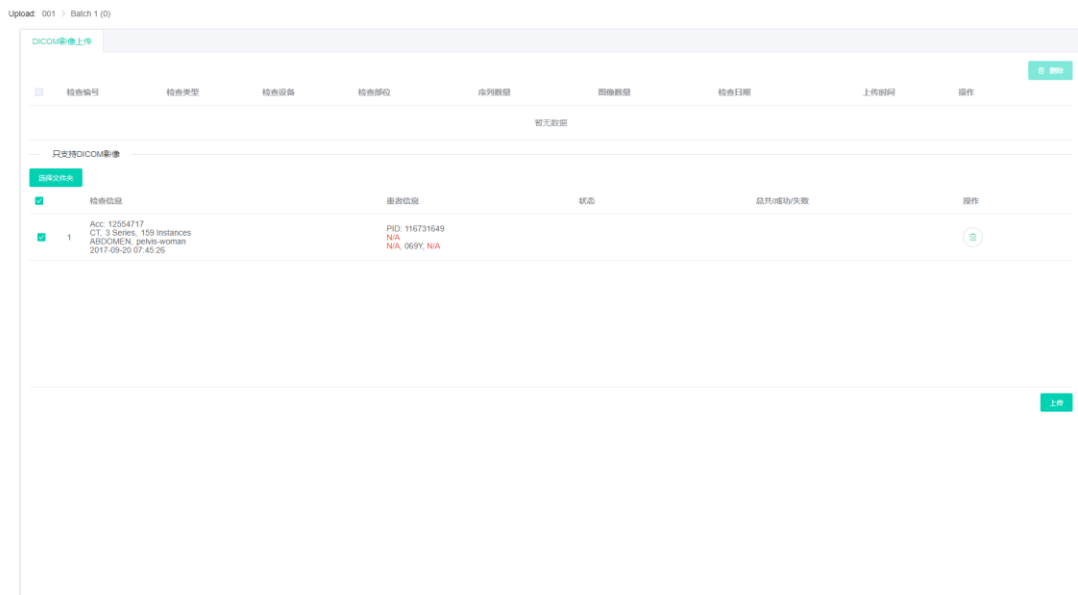 Upload: 001 > Batch 1 (0)
DICOM影像上传
删除
检查编号 检查类型 检查设备 检查部位 序列数量 图像数量 检查日期 上传时间 操作
暂无数据
只支持DICOM影像
选择文件夹
检查信息 患者信息 状态 总共/成功/失败 操作
1
Acc: 12554717
CT, 3 Series, 159 Instances
ABDOMEN, pelvis-woman
2017-09-20 07:45:26
PID: 116731649
N/A
N/A, 069Y, N/A
上传